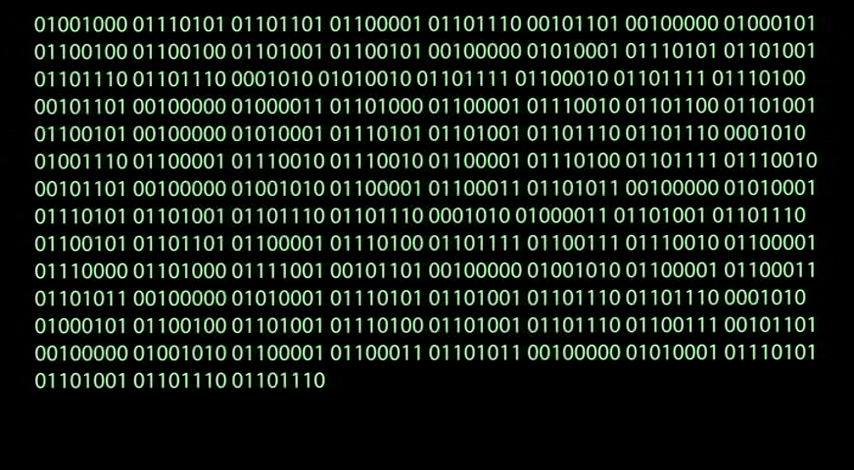 01001000 01110101 01101101 01100001 01101110 00101101 00100000 01000101
01100100 01100100 01101001 01100101 00100000 01010001 01110101 01101001
01101110 01101110 0001010 01010010 01101111 01100010 01101111 01110100
00101101 00100000 01000011 01101000 01100001 01110010 01101100 01101001
01100101 00100000 01010001 01110101 01101001 01101110 01101110 0001010
01001110 01100001 01110010 01110010 01100001 01110100 01101111 01110010
00101101 00100000 01001010 01100001 01100011 01101011 00100000 01010001
01110101 01101001 01101110 01101110 0001010 01000011 01101001 01101110
01100101 01101101 01100001 01110100 01101111 01100111 01110010 01100001
01110000 01101000 01111001 00101101 00100000 01001010 01100001 01100011
01101011 00100000 01010001 01110101 01101001 01101110 01101110 0001010
01000101 01100100 01101001 01110100 01101001 01101110 01100111 00101101
00100000 01001010 01100001 01100011 01101011 00100000 01010001 01110101
01101001 01101110 01101110